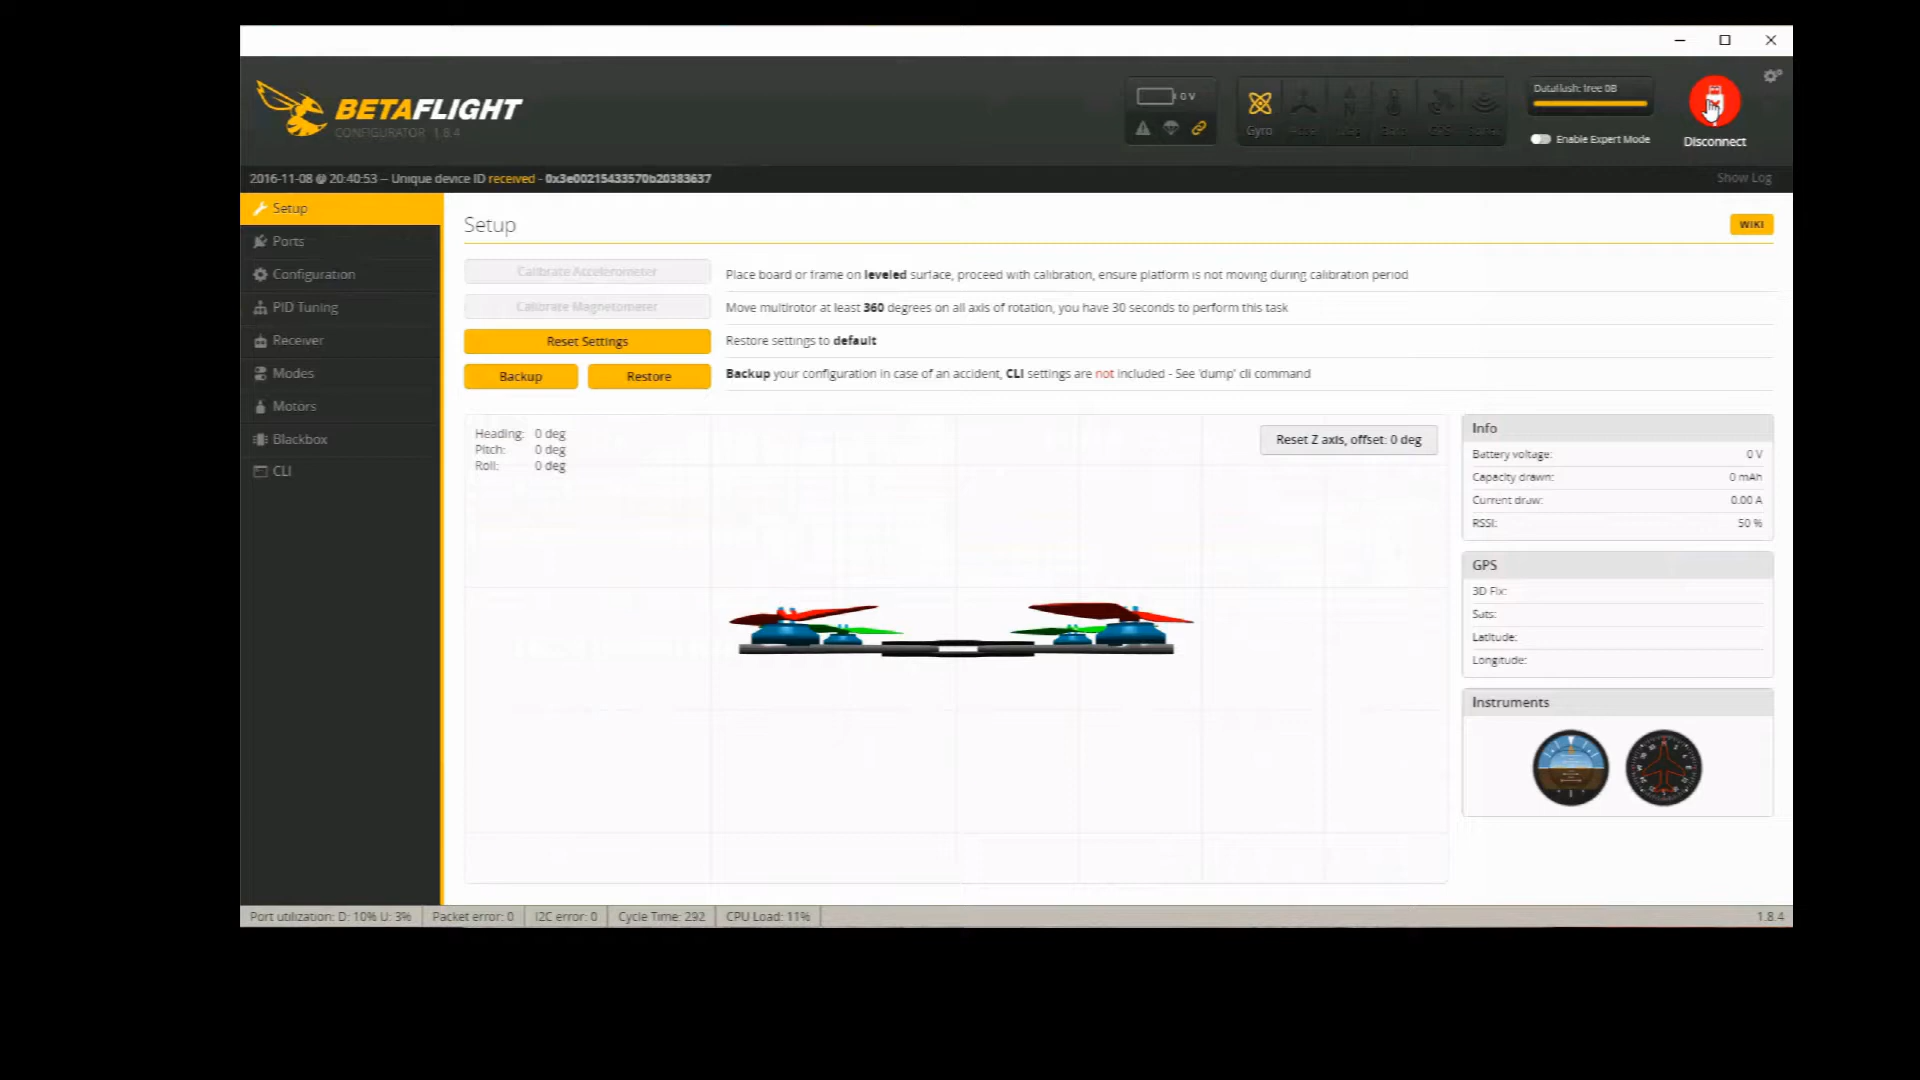 BETAFLIGHT
CONFIGURATOR 1.8.4
0 V
Gyro
Dataflash: free 0B
Enable Expert Mode
Disconnect
2016-11-08 @ 20:40:53 -- Unique device ID received - 0x3e00215433570b20383637
Show Log
Setup
Ports
Configuration
PID Tuning
Receiver
Modes
Motors
Blackbox
CLI
Setup
WIKI
Calibrate Accelerometer
Place board or frame on leveled surface, proceed with calibration, ensure platform is not moving during calibration period
Calibrate Magnetometer
Move multirotor at least 360 degrees on all axis of rotation, you have 30 seconds to perform this task
Reset Settings
Restore settings to default
Backup
Restore
Backup your configuration in case of an accident, CLI settings are not included - See 'dump' cli command
Heading: 0 deg
Pitch: 0 deg
Roll: 0 deg
Reset Z axis, offset: 0 deg
Info
Battery voltage: 0 V
Capacity drawn: 0 mAh
Current draw: 0.00 A
RSSI: 50 %
GPS
3D Fix:
Sats:
Latitude:
Longitude:
Instruments
Port utilization: D: 10% U: 3%
Packet error: 0
I2C error: 0
Cycle Time: 292
CPU Load: 11%
1.8.4